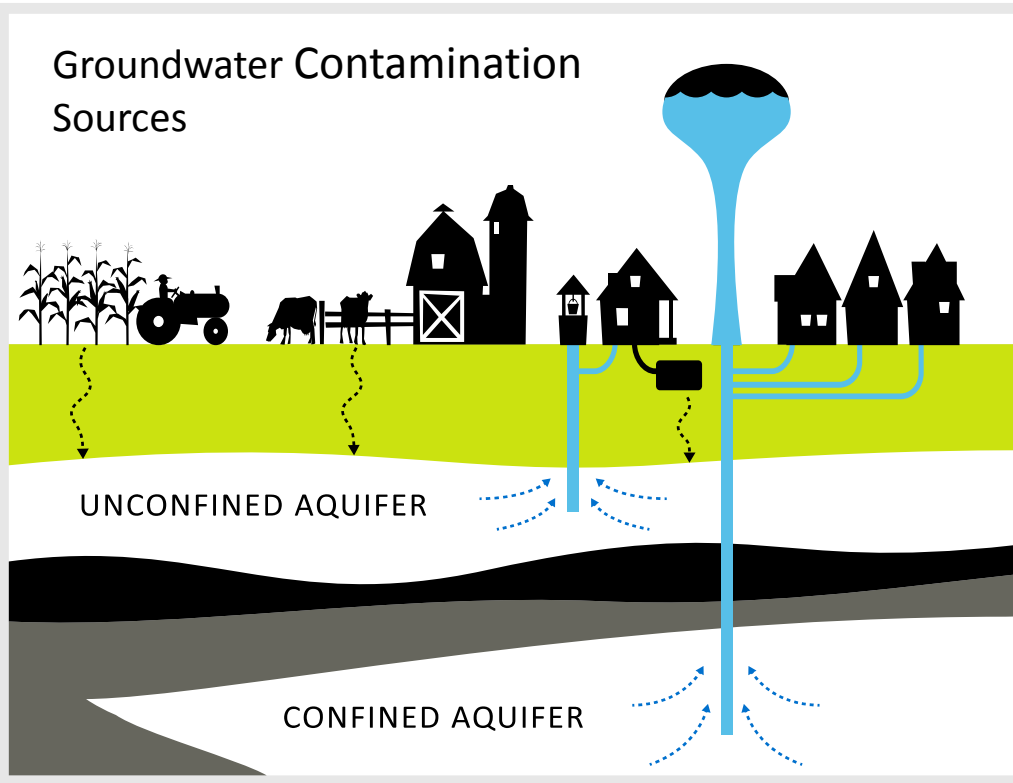 Groundwater Contamination
Sources
UNCONFINED AQUIFER
CONFINED AQUIFER